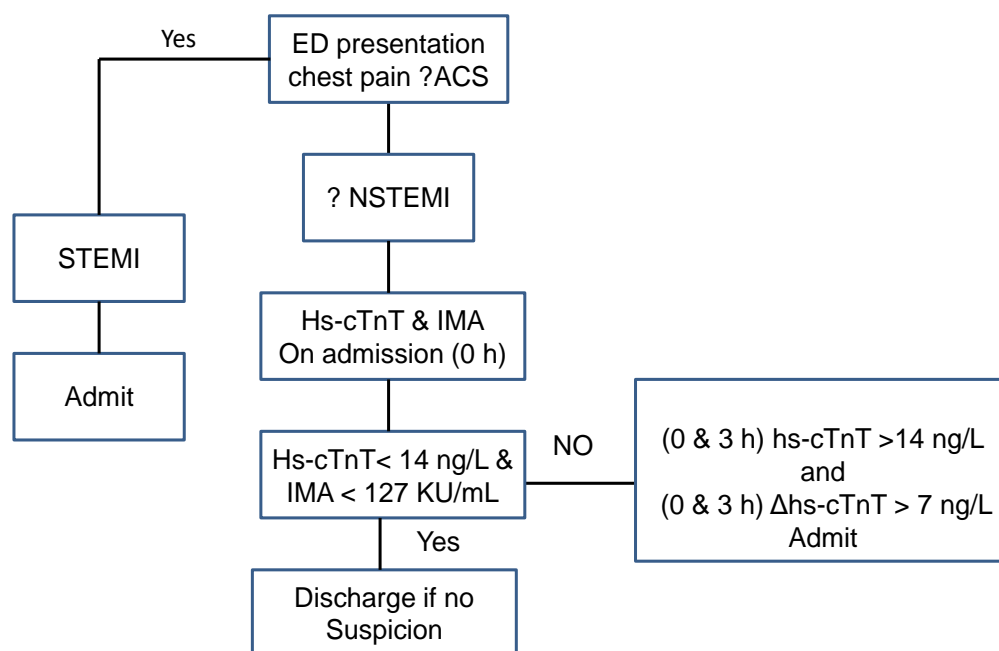 Yes
ED presentation
chest pain ?ACS
? NSTEMI
STEMI
Hs-cTnT & IMA
On admission (0 h)
Admit
Hs-cTnT< 14 ng/L &
IMA < 127 KU/mL
NO
(0 & 3 h) hs-cTnT >14 ng/L
and
(0 & 3 h) Δhs-cTnT > 7 ng/L
Admit
Yes
Discharge if no
Suspicion